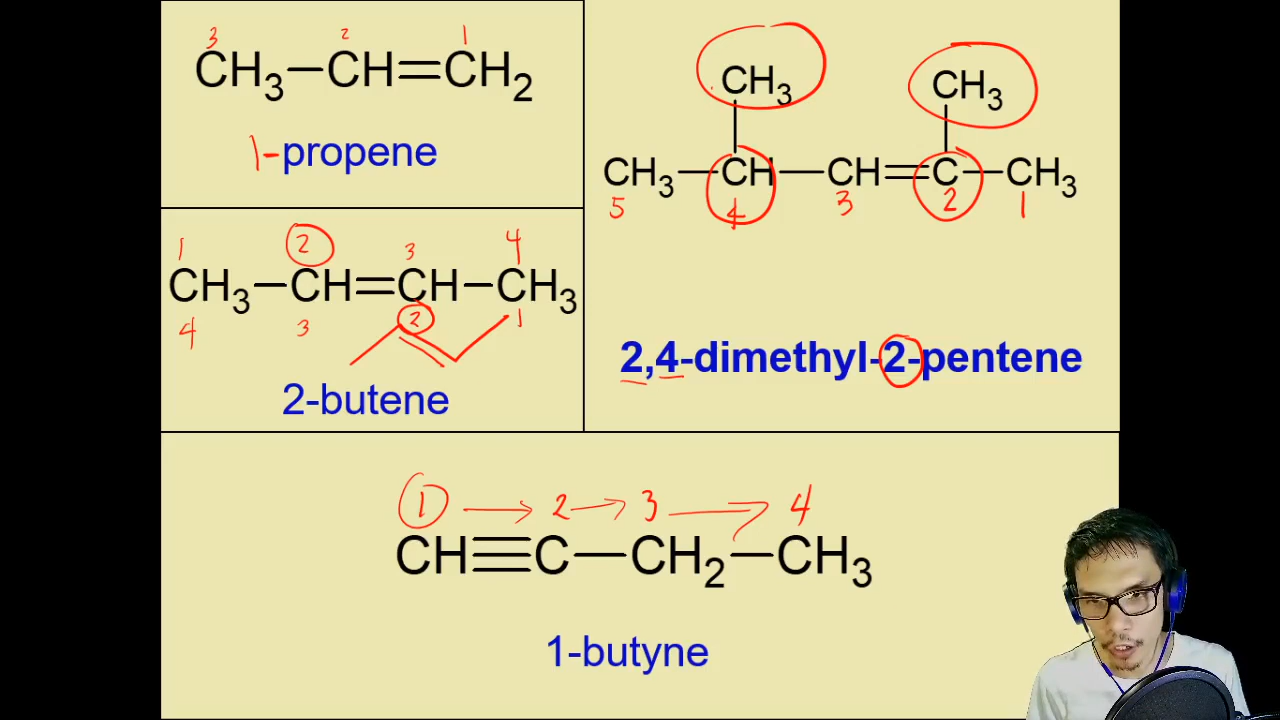 3 2 1
CH3—CH=CH2
1-propene
1 2 3 4
CH3—CH=CH—CH3
4 3 2 1
2-butene
CH3 CH3
CH3—CH—CH=C—CH3
5 4 3 2 1
2,4-dimethyl-2-pentene
1 → 2 → 3 → 4
CH≡C—CH2—CH3
1-butyne